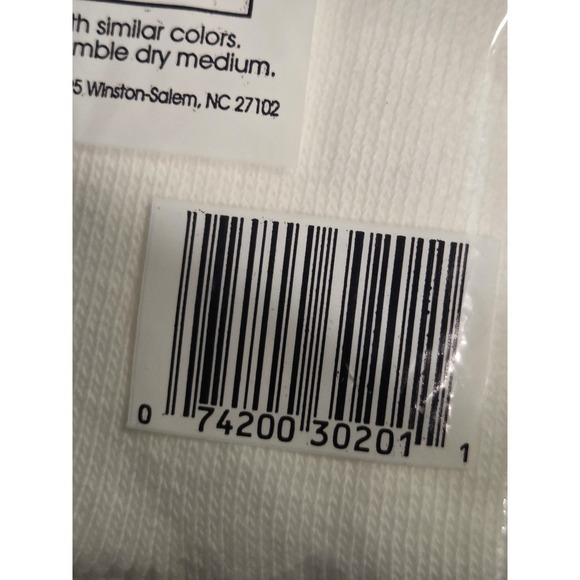 th similar colors.
mble dry medium.
5 Winston-Salem, NC 27102
0 74200 30201 1